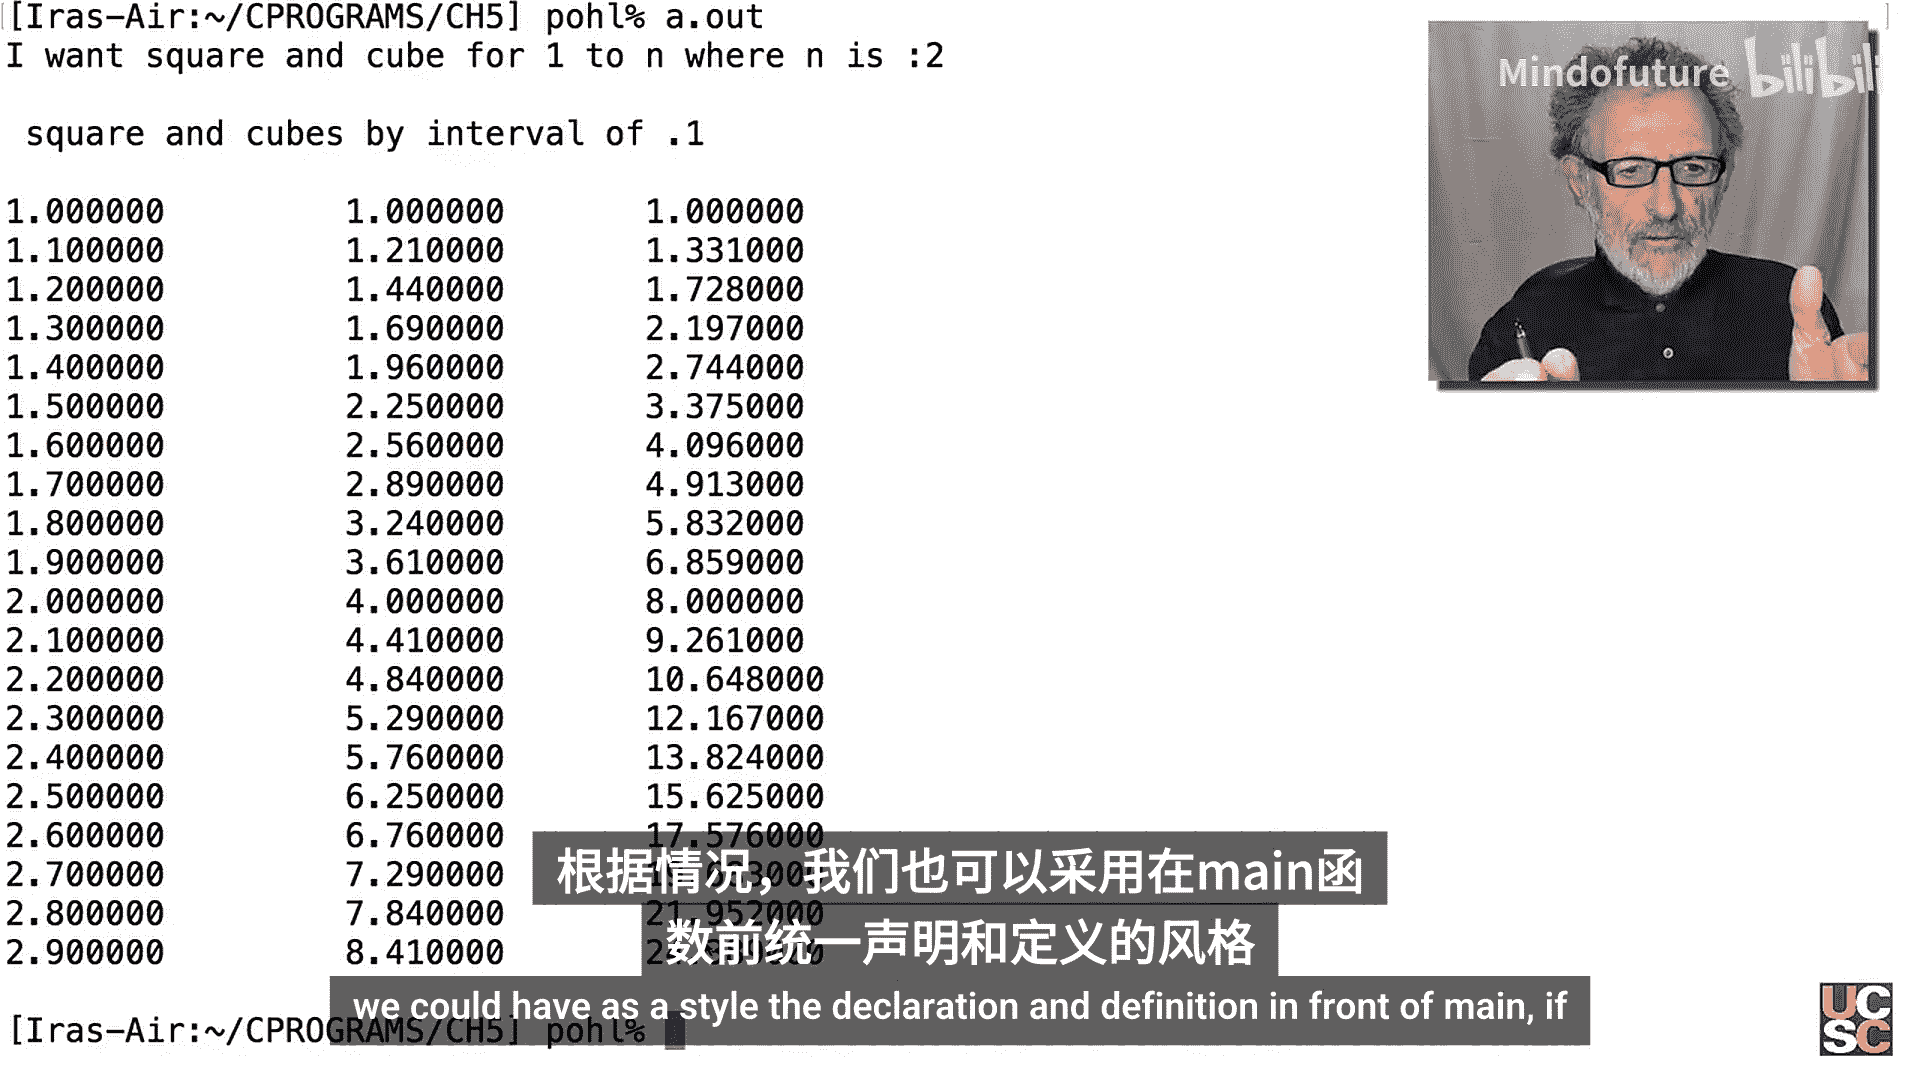 [Iras-Air:~/CPROGRAMS/CH5] pohl% a.out
I want square and cube for 1 to n where n is :2
square and cubes by interval of .1
1.000000 1.000000 1.000000
1.100000 1.210000 1.331000
1.200000 1.440000 1.728000
1.300000 1.690000 2.197000
1.400000 1.960000 2.744000
1.500000 2.250000 3.375000
1.600000 2.560000 4.096000
1.700000 2.890000 4.913000
1.800000 3.240000 5.832000
1.900000 3.610000 6.859000
2.000000 4.000000 8.000000
2.100000 4.410000 9.261000
2.200000 4.840000 10.648000
2.300000 5.290000 12.167000
2.400000 5.760000 13.824000
2.500000 6.250000 15.625000
2.600000 6.760000 17.576000
2.700000 7.290000
2.800000 7.840000 21.952000
2.900000 8.410000
[Iras-Air:~/CPROGRAMS/CH5] pohl%
Mindofuture bilibili
根据情况，我们也可以采用在main函
数前统一声明和定义的风格
we could have as a style the declaration and definition in front of main, if
UC
SC